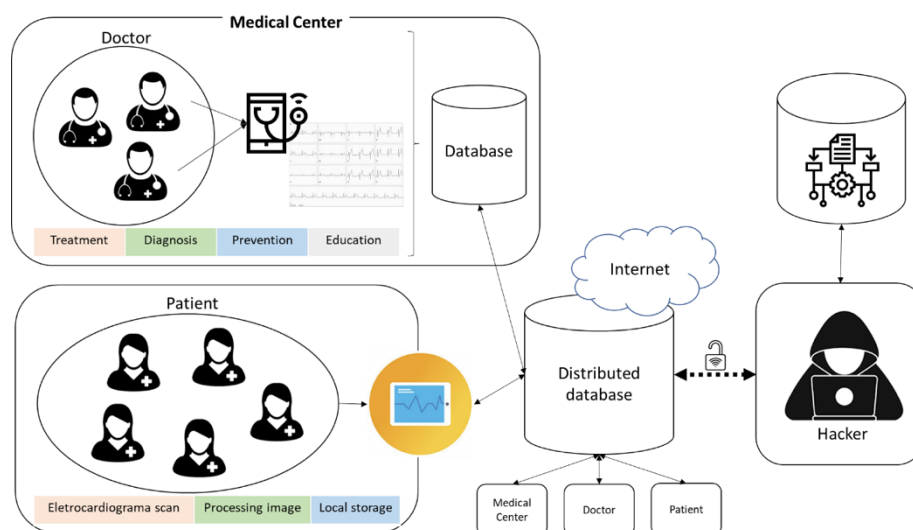 Medical Center
Doctor
Database
Treatment
Diagnosis
Prevention
Education
Patient
Eletrocardiograma scan
Processing image
Local storage
Internet
Distributed
database
Medical
Center
Doctor
Patient
Hacker